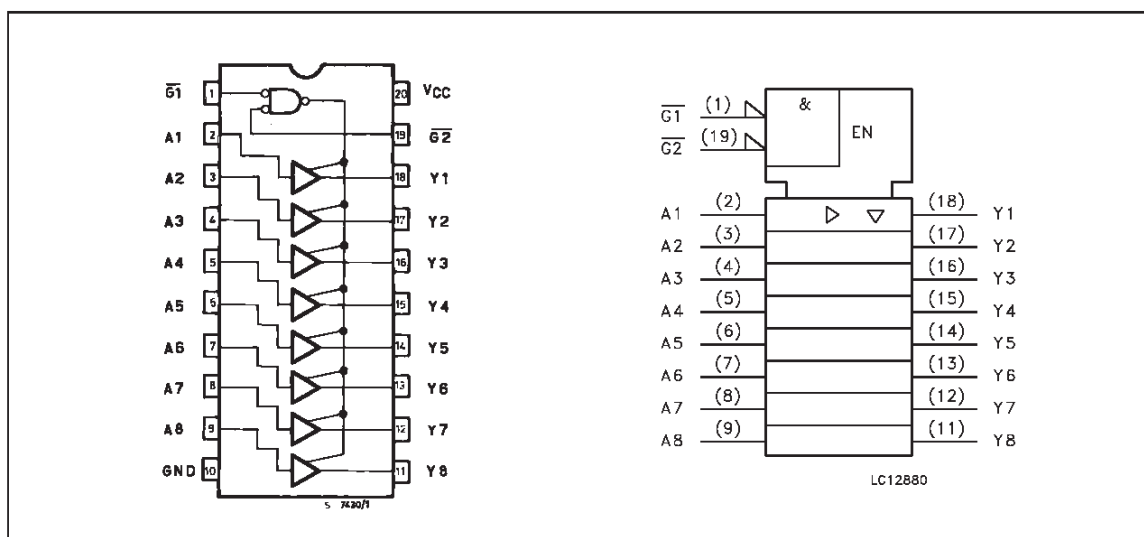 G1 1 20 VCC
A1 2 19 G2
A2 3 18 Y1
A3 4 17 Y2
A4 5 16 Y3
A5 6 15 Y4
A6 7 14 Y5
A7 8 13 Y6
A8 9 12 Y7
GND 10 11 Y8
S 7430/1
G1 (1) & EN
G2 (19)
A1 (2) (18) Y1
A2 (3) (17) Y2
A3 (4) (16) Y3
A4 (5) (15) Y4
A5 (6) (14) Y5
A6 (7) (13) Y6
A7 (8) (12) Y7
A8 (9) (11) Y8
LC12880